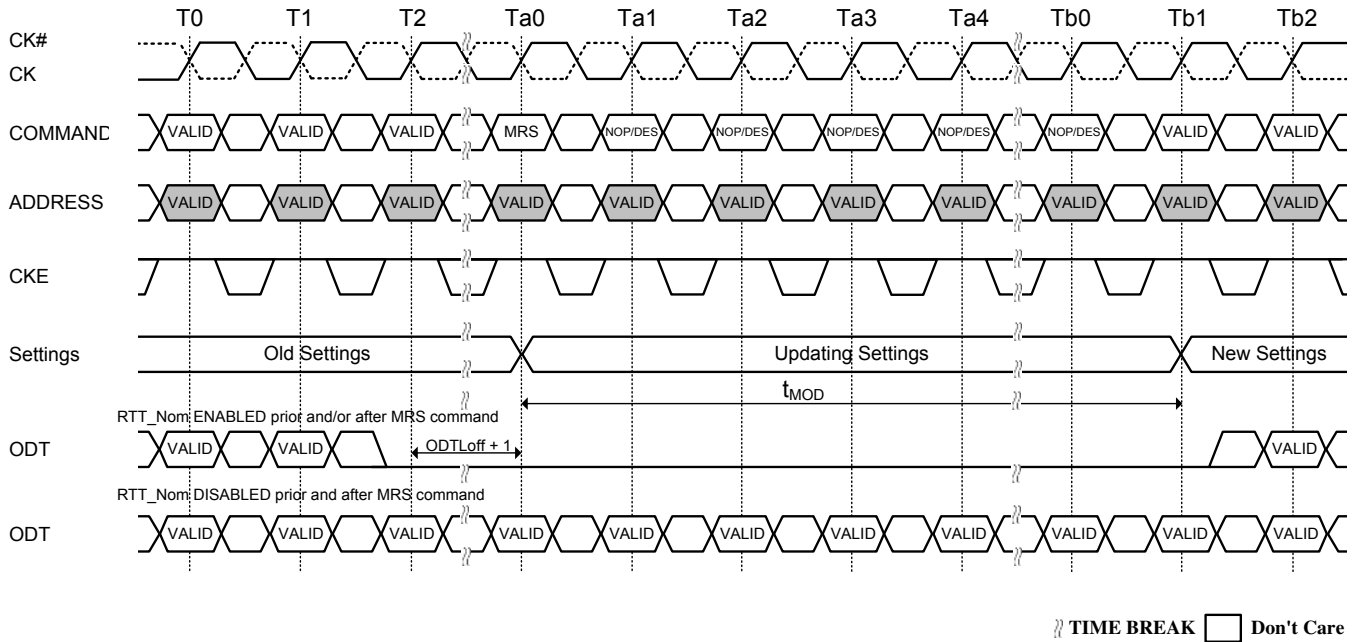 T0 T1 T2 Ta0 Ta1 Ta2 Ta3 Ta4 Tb0 Tb1 Tb2
CK#
CK
COMMAND VALID VALID VALID MRS NOP/DES NOP/DES NOP/DES NOP/DES NOP/DES VALID VALID
ADDRESS VALID VALID VALID VALID VALID VALID VALID VALID VALID VALID VALID
CKE
Settings Old Settings Updating Settings New Settings
tMOD
RTT_Nom ENABLED prior and/or after MRS command
ODT VALID VALID ODTLoff + 1 VALID
RTT_Nom DISABLED prior and after MRS command
ODT VALID VALID VALID VALID VALID VALID VALID VALID VALID VALID VALID
TIME BREAK Don't Care